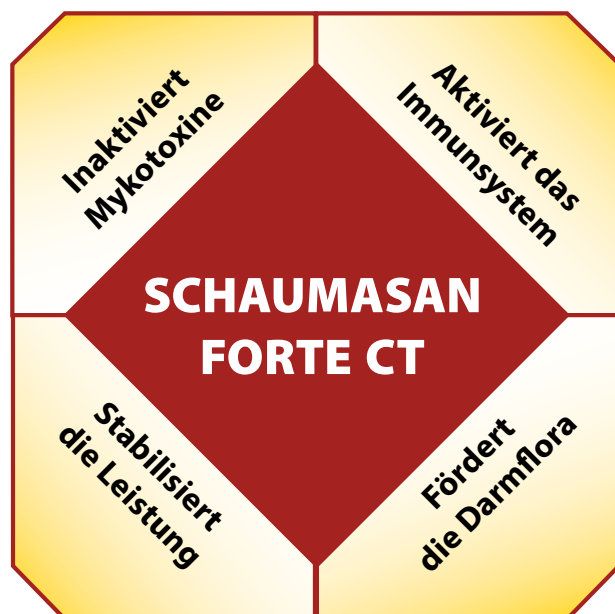 Inaktiviert
Mykotoxine
Aktiviert das
Immunsystem
SCHAUMASAN
FORTE CT
Stabilisiert
die Leistung
Fördert
die Darmflora